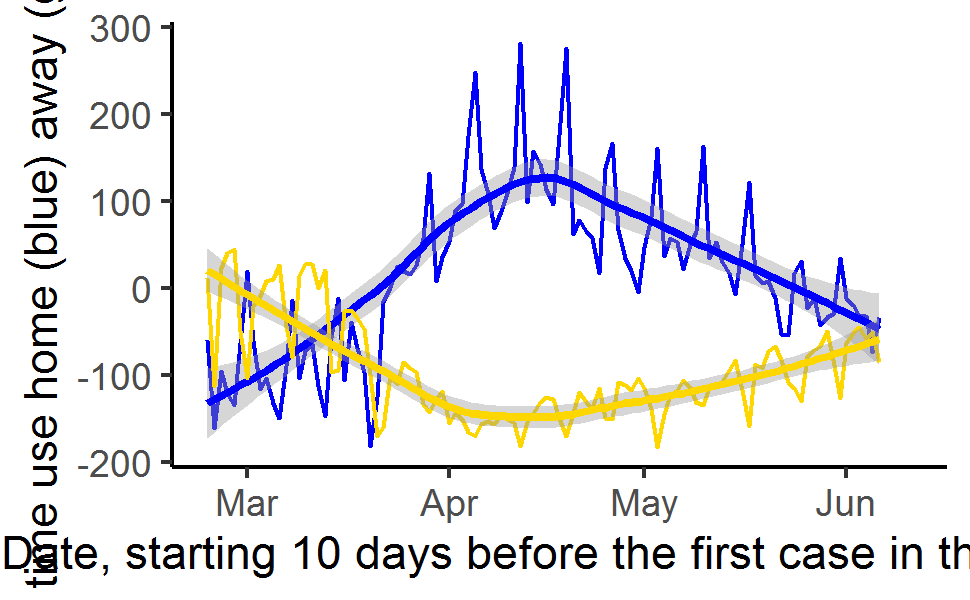 time use home (blue) away (
300
200
100
0
-100
-200
Mar Apr May Jun
Date, starting 10 days before the first case in th